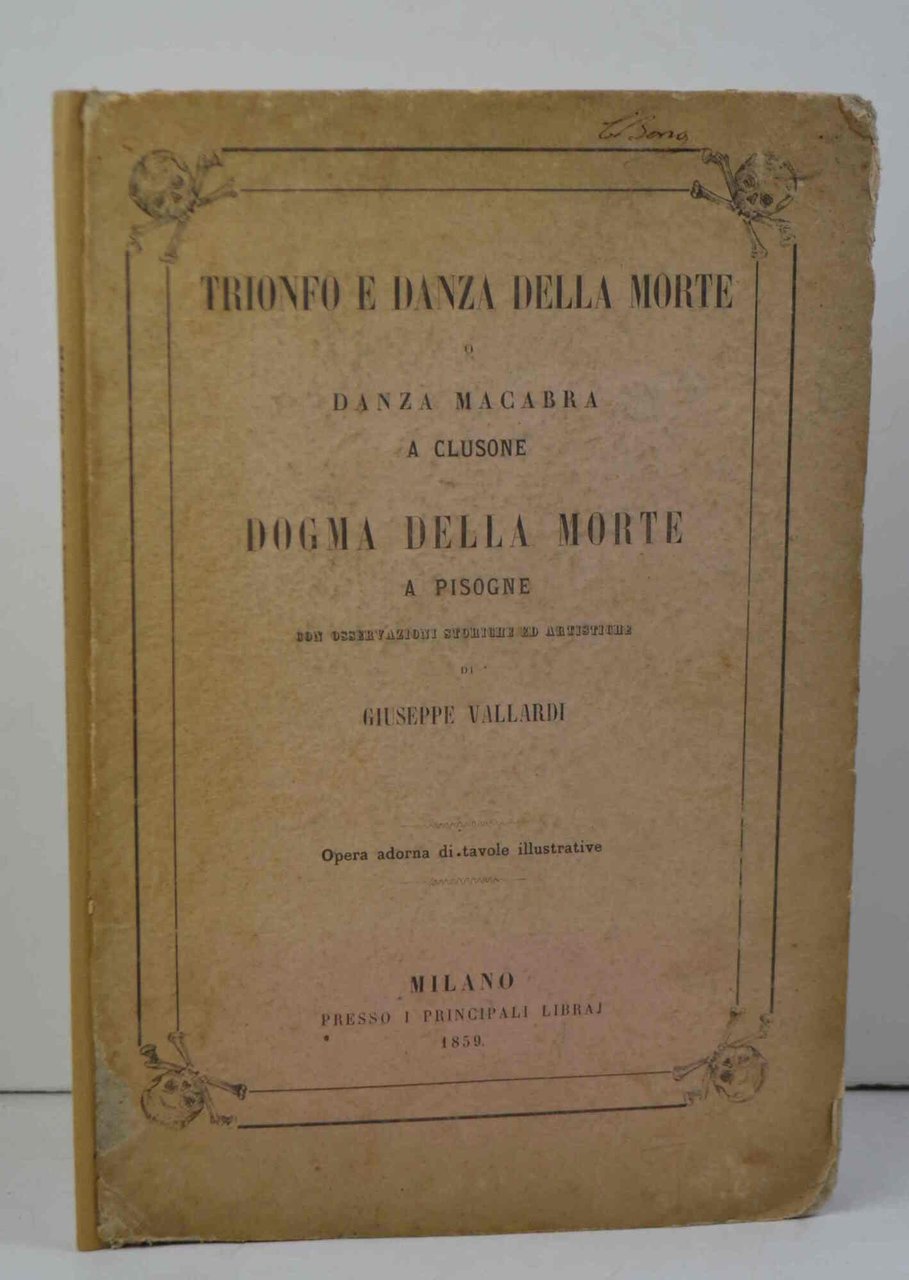 TRIONFO E DANZA DELLA MORTE
O
DANZA MACABRA
A CLUSONE
DOGMA DELLA MORTE
A PISOGNE
CON OSSERVAZIONI STORICHE ED ARTISTICHE
DI
GIUSEPPE VALLARDI
Opera adorna di tavole illustrative
MILANO
PRESSO I PRINCIPALI LIBRAJ
1859.